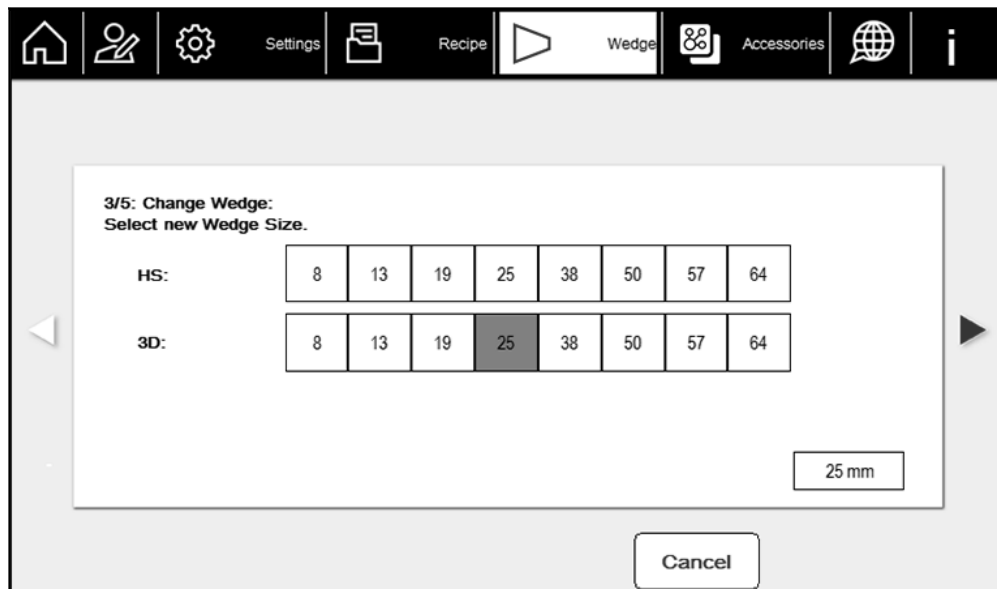 Settings Recipe Wedge Accessories i
3/5: Change Wedge:
Select new Wedge Size.
HS: 8 13 19 25 38 50 57 64
3D: 8 13 19 25 38 50 57 64
25 mm
Cancel